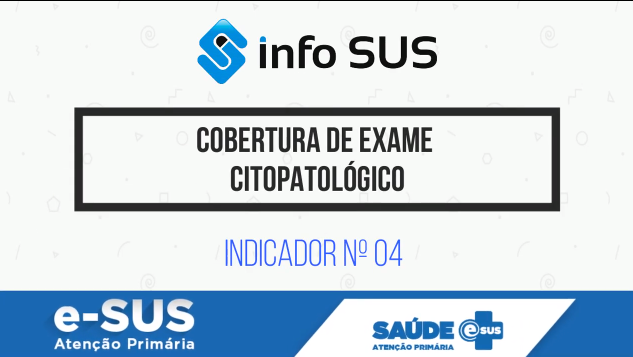 info SUS
COBERTURA DE EXAME
CITOPATOLÓGICO
INDICADOR Nº 04
e-SUS
Atenção Primária
SAÚDE e sus
ATENÇÃO PRIMÁRIA